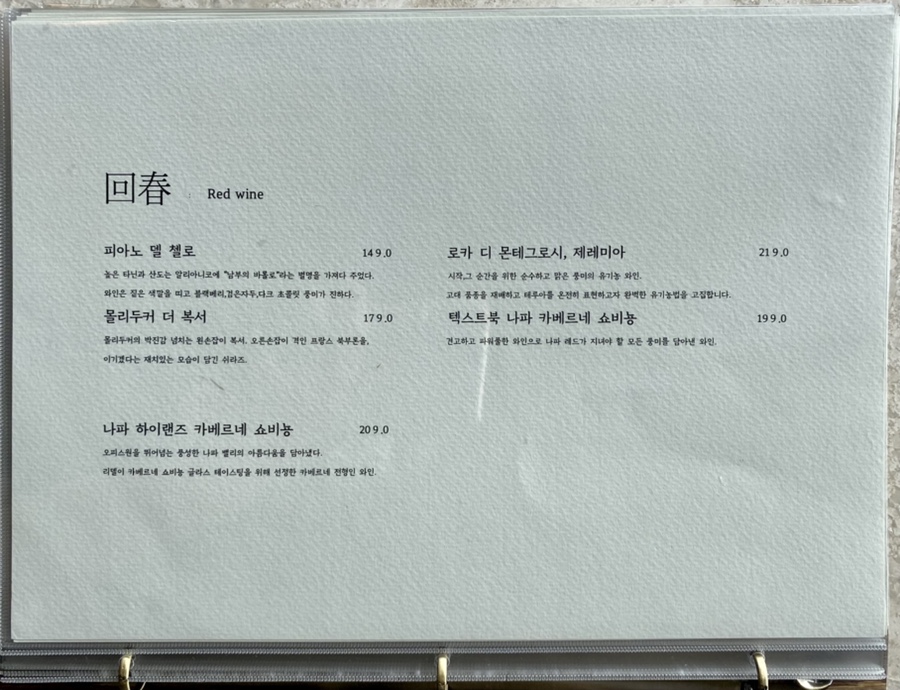 回春 Red wine
피아노 델 첼로 14 9 .0
높은 타닌과 산도는 알리아니코에 "남부의 바롤로"라는 별명을 가져다 주었다.
와인은 짙은 색깔을 띠고 블랙베리,검은자두,다크 초콜릿 풍미가 진하다.
몰리두커 더 복서 17 9 .0
몰리두커의 박진감 넘치는 왼손잡이 복서. 오른손잡이 격인 프랑스 북부론을,
이기겠다는 재치있는 모습이 담긴 쉬라즈.
나파 하이랜즈 카베르네 쇼비뇽 20 9 .0
오퍼스원을 뛰어넘는 풍성한 나파 밸리의 아름다움을 담아냈다.
리델이 카베르네 쇼비뇽 글라스 테이스팅을 위해 선정한 카베르네 전형인 와인.
로카 디 몬테그로시, 제레미아 21 9 .0
시작,그 순간을 위한 순수하고 맑은 풍미의 유기농 와인.
고대 품종을 재배하고 테루아를 온전히 표현하고자 완벽한 유기농법을 고집합니다.
텍스트북 나파 카베르네 쇼비뇽 19 9 .0
견고하고 파워풀한 와인으로 나파 레드가 지녀야 할 모든 풍미를 담아낸 와인.